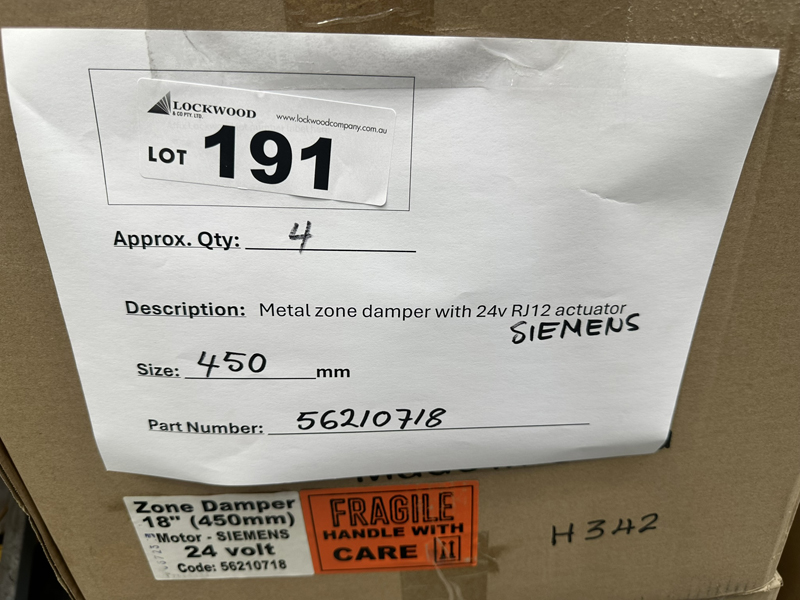 LOCKWOOD
& CO PTY. LTD.
www.lockwoodcompany.com.au
LOT 191
Approx. Qty: 4
Description: Metal zone damper with 24v RJ12 actuator
SIEMENS
Size: 450 mm
Part Number: 56210718
Zone Damper
18" (450mm)
Motor - SIEMENS
24 volt
Code: 56210718
FRAGILE
HANDLE WITH
CARE
H342